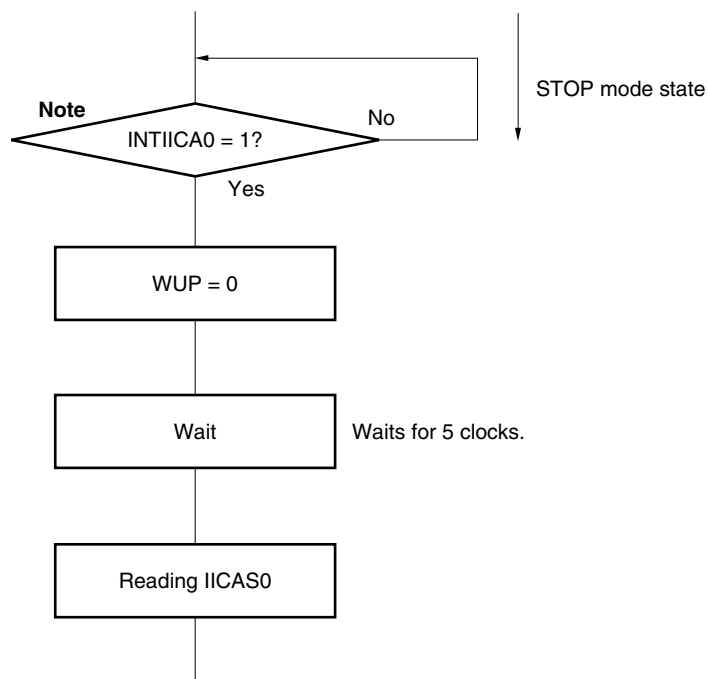 STOP mode state
Note
No
INTIICA0 = 1?
Yes
WUP = 0
Wait
Waits for 5 clocks.
Reading IICAS0